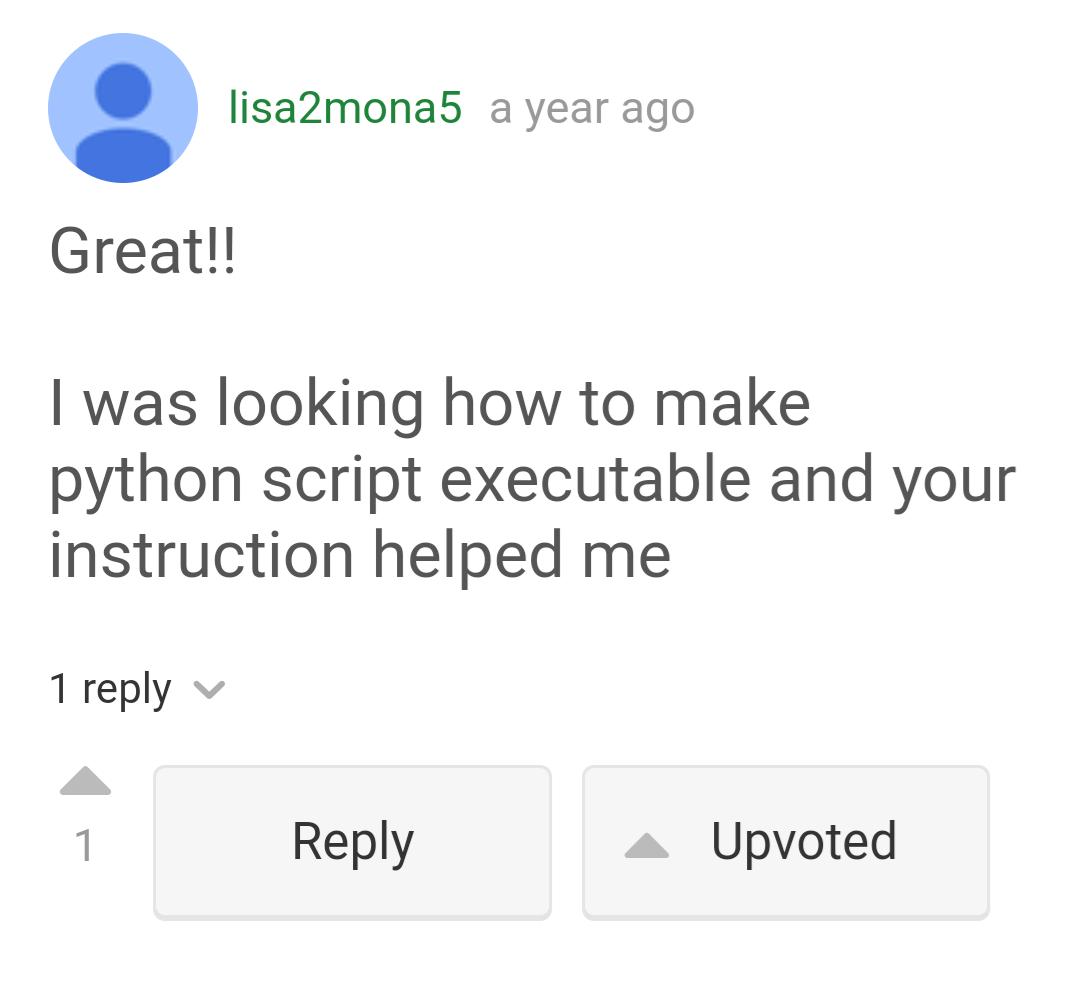 lisa2mona5 a year ago
Great!!
I was looking how to make
python script executable and your
instruction helped me
1 reply
1
Reply
Upvoted